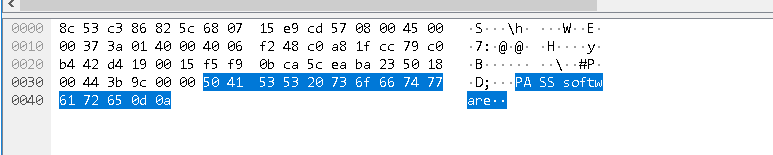 0000 8c 53 c3 86 82 5c 68 07 15 e9 cd 57 08 00 45 00 ·S···\h· ···W··E·
0010 00 37 3a 01 40 00 40 06 f2 48 c0 a8 1f cc 79 c0 ·7:·@·@· ·H····y·
0020 b4 42 d4 19 00 15 f5 f9 0b ca 5c ea ba 23 50 18 ·B······ ··\··#P·
0030 00 44 3b 9c 00 00 50 41 53 53 20 73 6f 66 74 77 ·D;···PA SS softw
0040 61 72 65 0d 0a are··